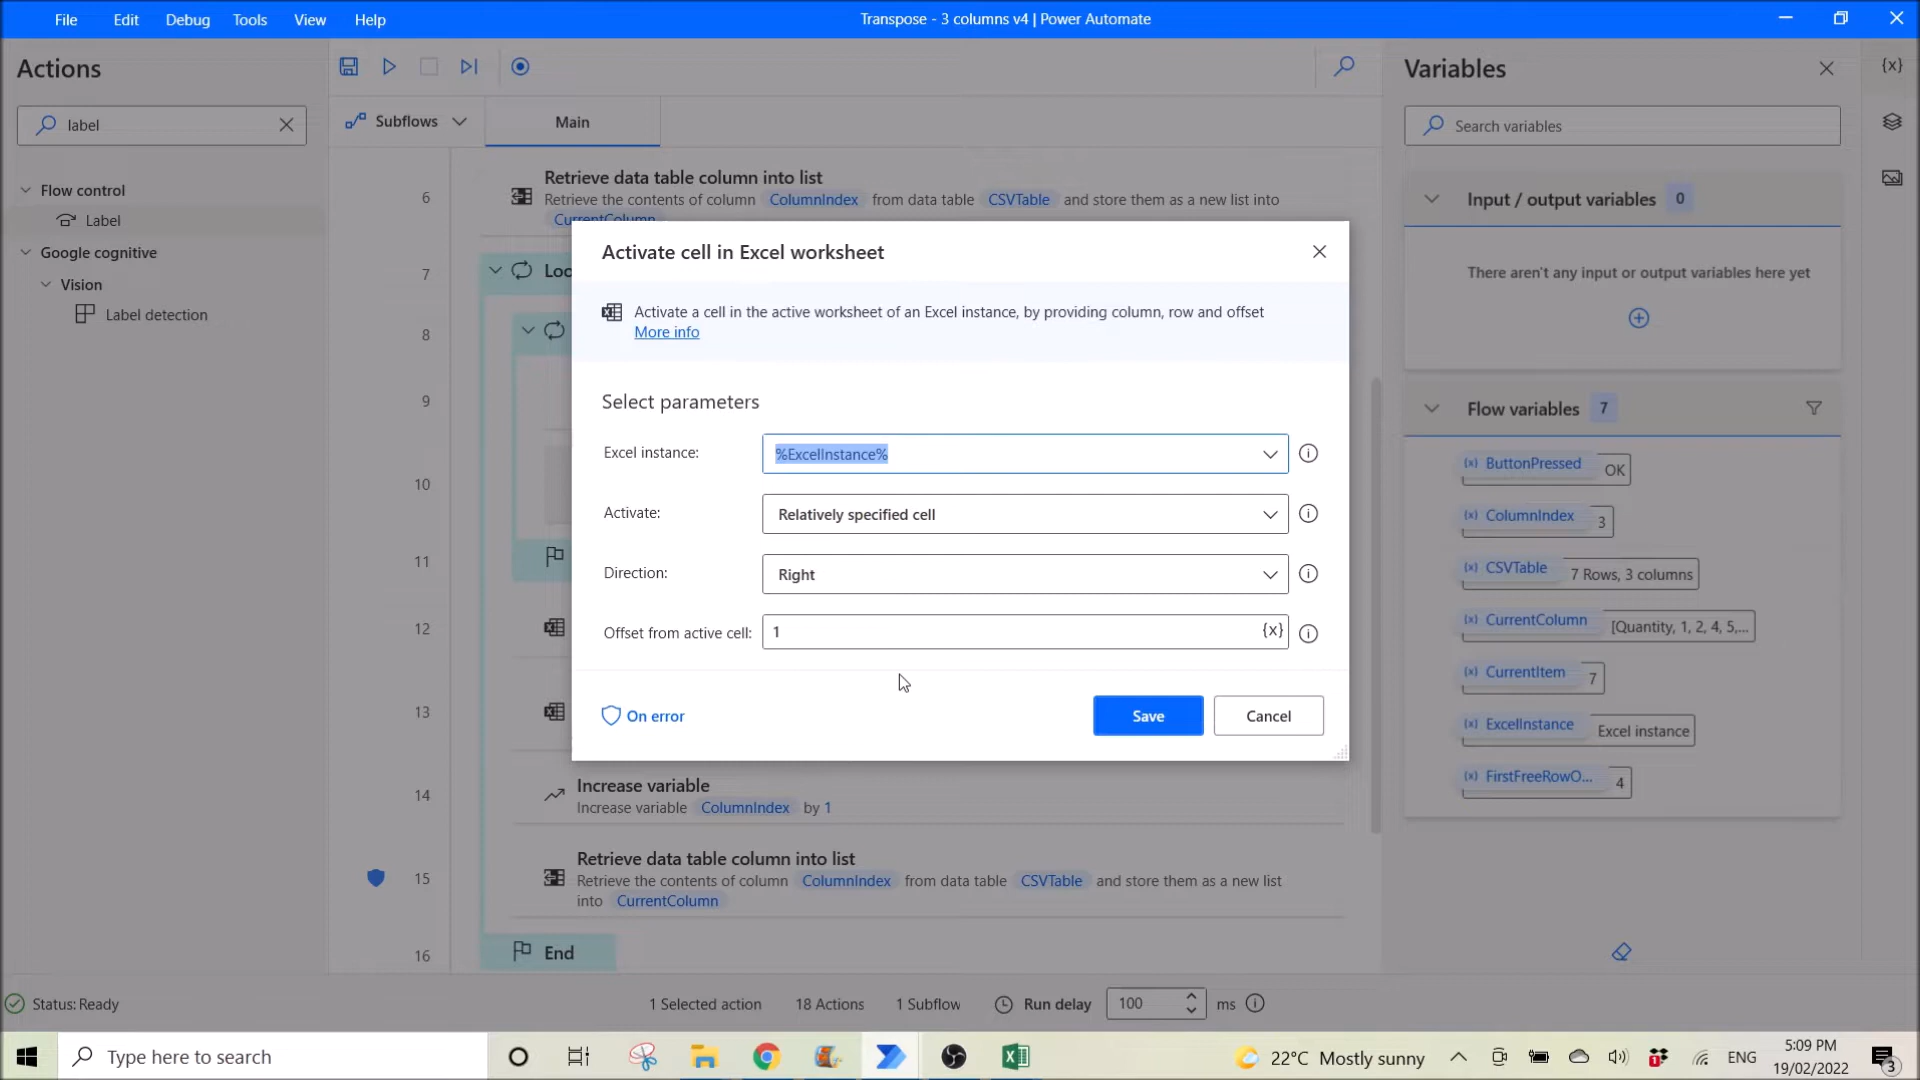 File Edit Debug Tools View Help
Transpose - 3 columns v4 | Power Automate
Actions
label
Flow control
Label
Google cognitive
Vision
Label detection
Subflows
Main
6
Retrieve data table column into list
Retrieve the contents of column ColumnIndex from data table CSVTable and store them as a new list into
CurrentColumn
7
8
9
10
11
12
13
Activate cell in Excel worksheet
Activate a cell in the active worksheet of an Excel instance, by providing column, row and offset
More info
Select parameters
Excel instance: %ExcelInstance%
Activate: Relatively specified cell
Direction: Right
Offset from active cell: 1 {x}
On error
Save
Cancel
14
Increase variable
Increase variable ColumnIndex by 1
15
Retrieve data table column into list
Retrieve the contents of column ColumnIndex from data table CSVTable and store them as a new list
into CurrentColumn
16
End
Variables
{x}
Search variables
Input / output variables 0
There aren't any input or output variables here yet
Flow variables 7
ButtonPressed OK
ColumnIndex 3
CSVTable 7 Rows, 3 columns
CurrentColumn [Quantity, 1, 2, 4, 5,...
CurrentItem 7
ExcelInstance Excel instance
FirstFreeRowO... 4
Status: Ready
1 Selected action
18 Actions
1 Subflow
Run delay 100 ms
Type here to search
22°C Mostly sunny
ENG
5:09 PM
19/02/2022
3